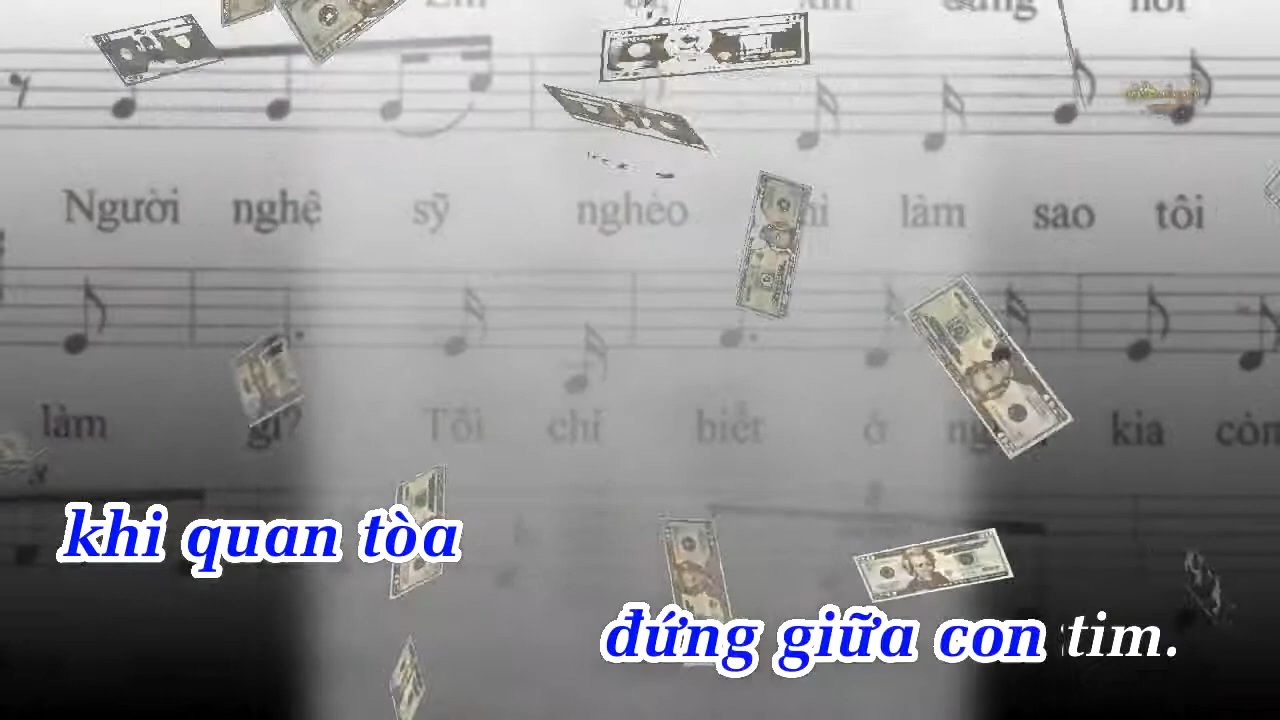 Người nghệ sỹ nghèo làm sao tôi
làm gì? Tôi chỉ biết ở kia còn
khi quan tòa
đứng giữa con tim.